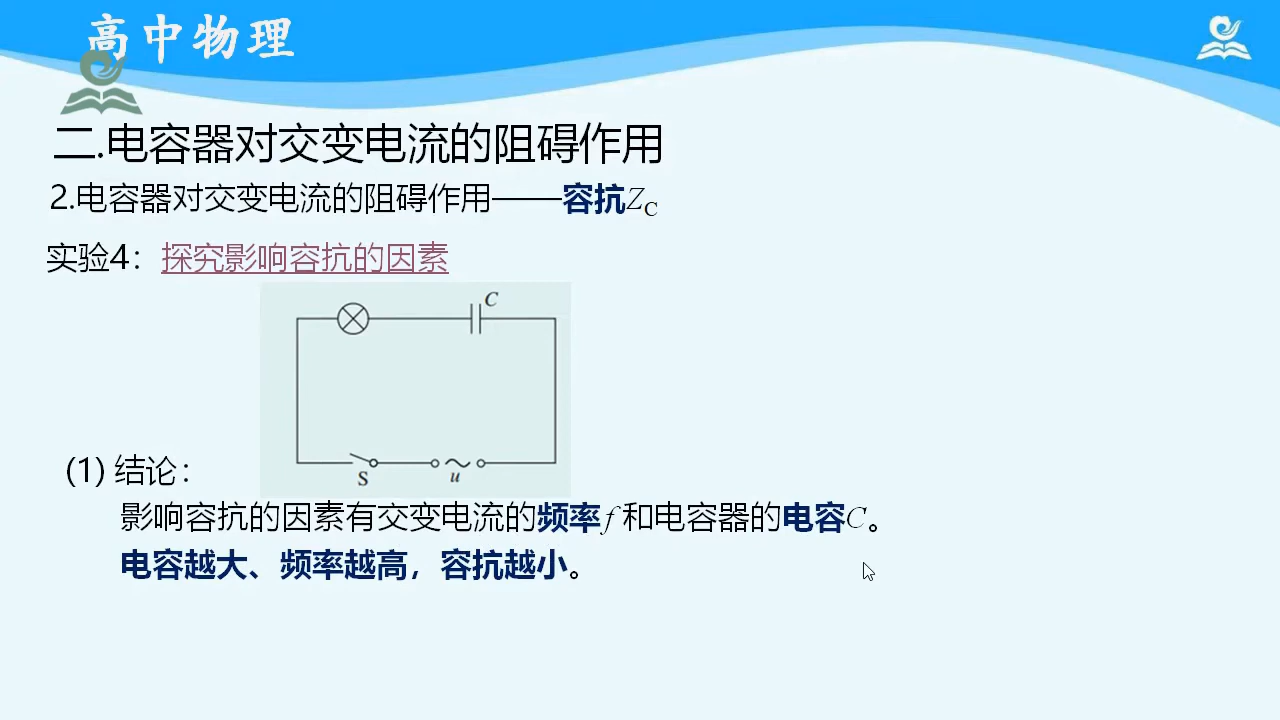 高中物理
二.电容器对交变电流的阻碍作用
2.电容器对交变电流的阻碍作用——容抗ZC
实验4：探究影响容抗的因素
C
S
u
(1) 结论：
影响容抗的因素有交变电流的频率f 和电容器的电容C。
电容越大、频率越高，容抗越小。